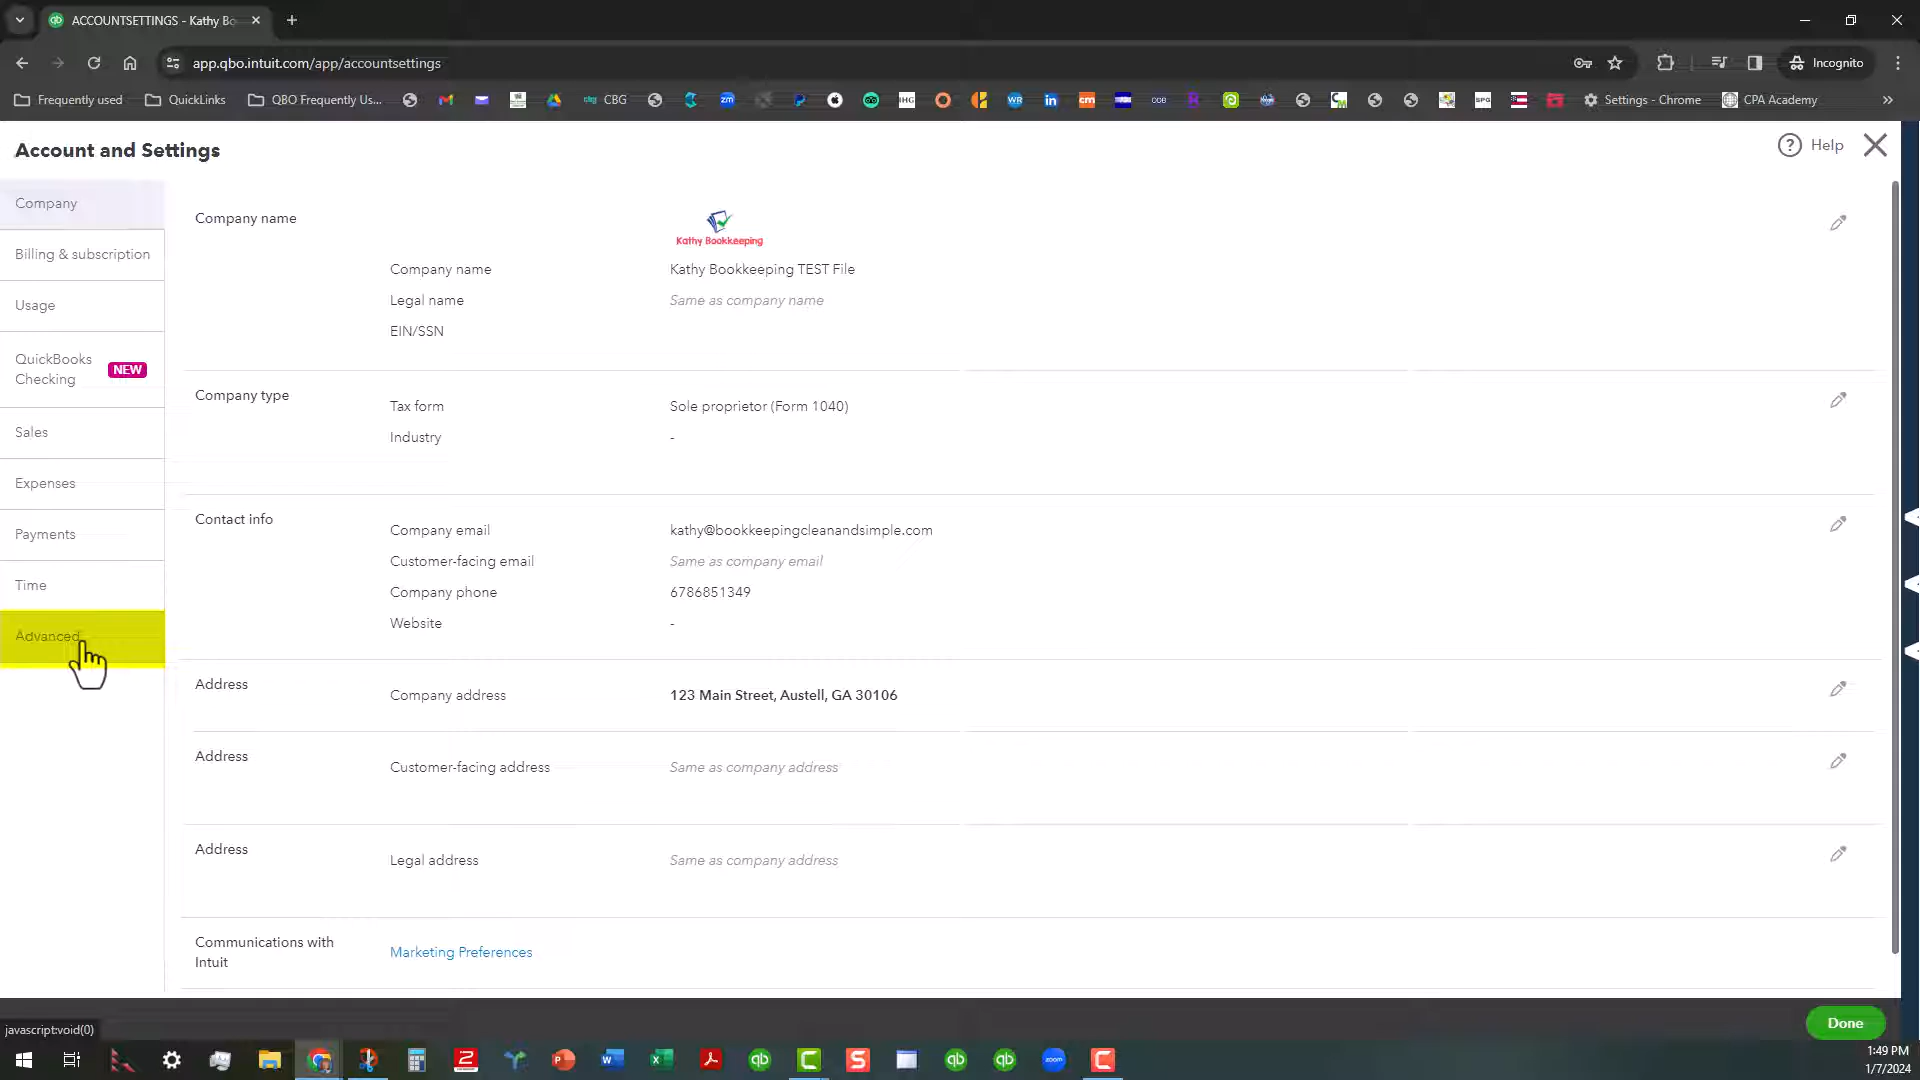 ACCOUNTSETTINGS - Kathy Bo
app.qbo.intuit.com/app/accountsettings
Incognito
Frequently used
QuickLinks
QBO Frequently Us...
CBG
Settings - Chrome
CPA Academy
Account and Settings
Help
Company
Billing & subscription
Usage
QuickBooks
Checking
NEW
Sales
Expenses
Payments
Time
Advanced
Company name
Kathy Bookkeeping
Company name
Kathy Bookkeeping TEST File
Legal name
Same as company name
EIN/SSN
Company type
Tax form
Sole proprietor (Form 1040)
Industry
-
Contact info
Company email
kathy@bookkeepingcleanandsimple.com
Customer-facing email
Same as company email
Company phone
6786851349
Website
-
Address
Company address
123 Main Street, Austell, GA 30106
Address
Customer-facing address
Same as company address
Address
Legal address
Same as company address
Communications with
Intuit
Marketing Preferences
javascript:void(0)
Done
1:49 PM
1/7/2024